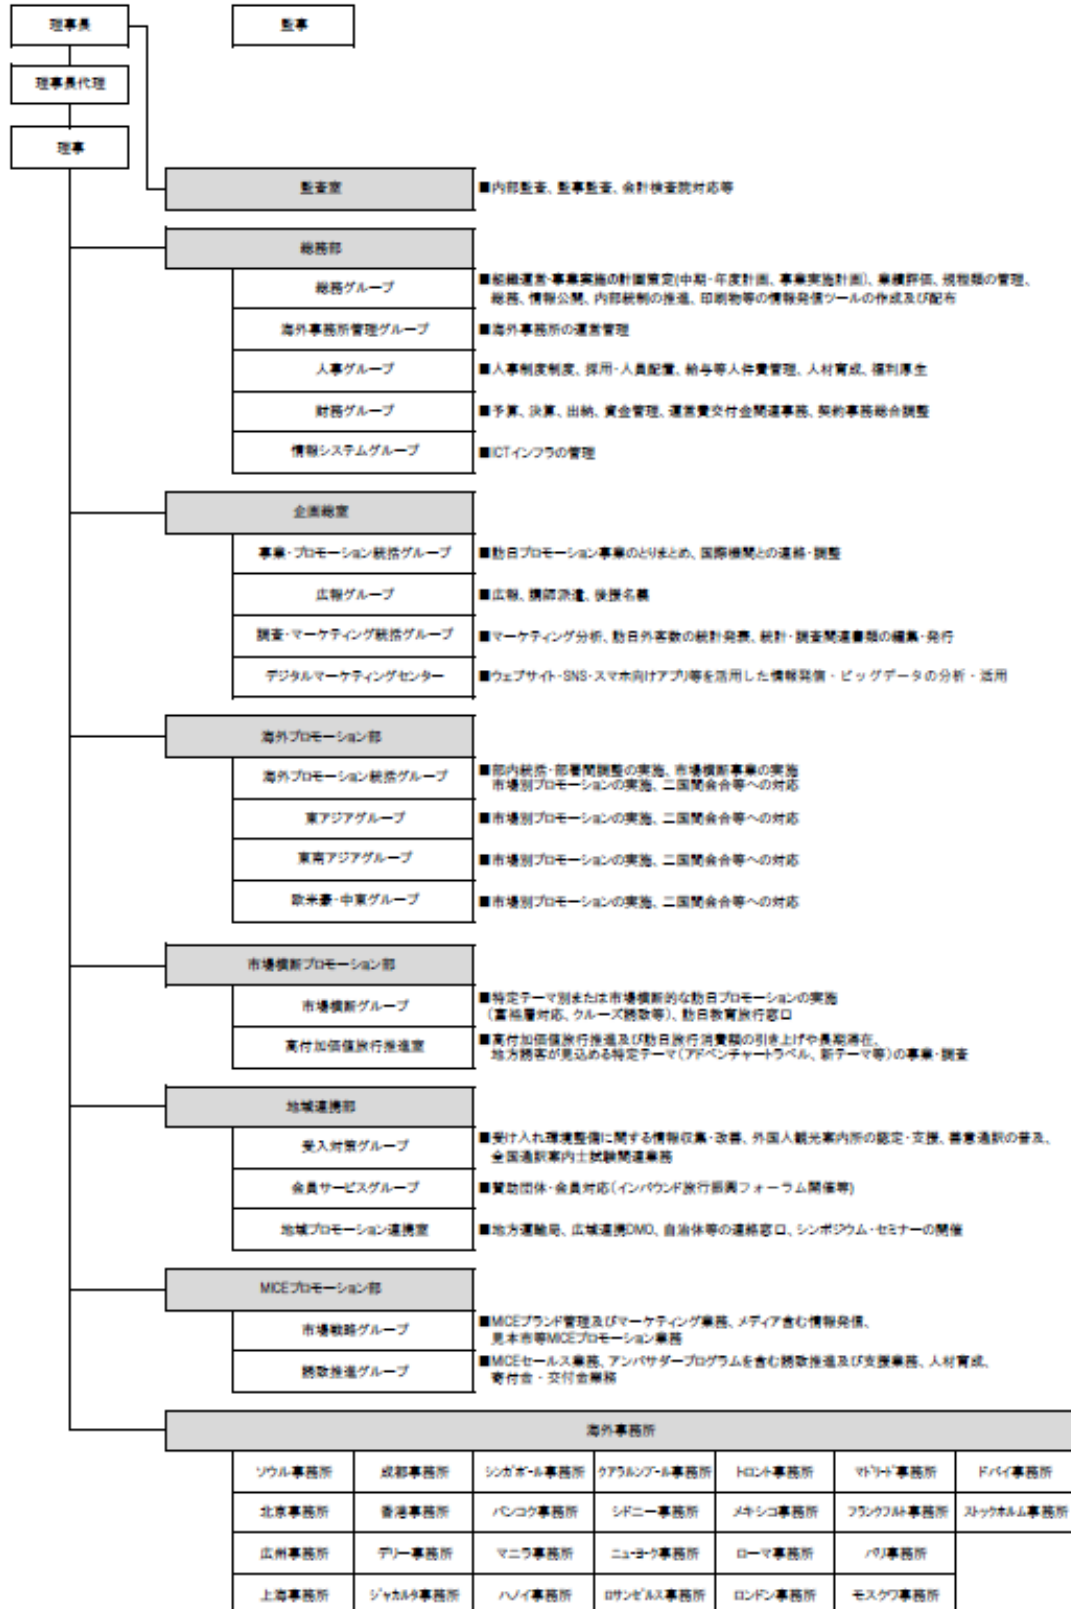 理事長
監事
理事長代理
理事
監査室
■内部監査、監事監査、会計検査院対応等
総務部
総務グループ
■組織運営・事業実施の計画策定(中期・年度計画、事業実施計画)、業績評価、規程類の管理、
総務、情報公開、内部統制の推進、印刷物等の情報発信ツールの作成及び配布
海外事務所管理グループ
■海外事務所の運営管理
人事グループ
■人事制度制度、採用・人員配置、給与等人件費管理、人材育成、福利厚生
財務グループ
■予算、決算、出納、資金管理、運営費交付金関連事務、契約事務総合調整
情報システムグループ
■ICTインフラの管理
企画総室
事業・プロモーション統括グループ
■訪日プロモーション事業のとりまとめ、国際機関との連絡・調整
広報グループ
■広報、講師派遣、後援名義
調査・マーケティング統括グループ
■マーケティング分析、訪日外客数の統計発表、統計・調査関連書類の編集・発行
デジタルマーケティングセンター
■ウェブサイト・SNS・スマホ向けアプリ等を活用した情報発信・ビッグデータの分析・活用
海外プロモーション部
海外プロモーション統括グループ
■部内統括・部署間調整の実施、市場横断事業の実施
市場別プロモーションの実施、二国間会合等への対応
東アジアグループ
■市場別プロモーションの実施、二国間会合等への対応
東南アジアグループ
■市場別プロモーションの実施、二国間会合等への対応
欧米豪・中東グループ
■市場別プロモーションの実施、二国間会合等への対応
市場横断プロモーション部
市場横断グループ
■特定テーマ別または市場横断的な訪日プロモーションの実施
(富裕層対応、クルーズ誘致等)、訪日教育旅行窓口
高付加価値旅行推進室
■高付加価値旅行推進及び訪日旅行消費額の引き上げや長期滞在、
地方誘客が見込める特定テーマ(アドベンチャートラベル、新テーマ等)の事業・調査
地域連携部
受入対策グループ
■受け入れ環境整備に関する情報収集・改善、外国人観光案内所の認定・支援、善意通訳の普及、
全国通訳案内士試験関連業務
会員サービスグループ
■賛助団体・会員対応(インバウンド旅行振興フォーラム開催等)
地域プロモーション連携室
■地方運輸局、広域連携DMO、自治体等の連絡窓口、シンポジウム・セミナーの開催
MICEプロモーション部
市場戦略グループ
■MICEブランド管理及びマーケティング業務、メディア含む情報発信、
見本市等MICEプロモーション業務
誘致推進グループ
■MICEセールス業務、アンバサダープログラムを含む誘致推進及び支援業務、人材育成、
寄付金・交付金業務
海外事務所
ソウル事務所 成都事務所 シンガポール事務所 クアラルンプール事務所 トロント事務所 マドリード事務所 ドバイ事務所
北京事務所 香港事務所 バンコク事務所 シドニー事務所 メキシコ事務所 フランクフルト事務所 ストックホルム事務所
広州事務所 デリー事務所 マニラ事務所 ニューヨーク事務所 ローマ事務所 パリ事務所
上海事務所 ジャカルタ事務所 ハノイ事務所 ロサンゼルス事務所 ロンドン事務所 モスクワ事務所